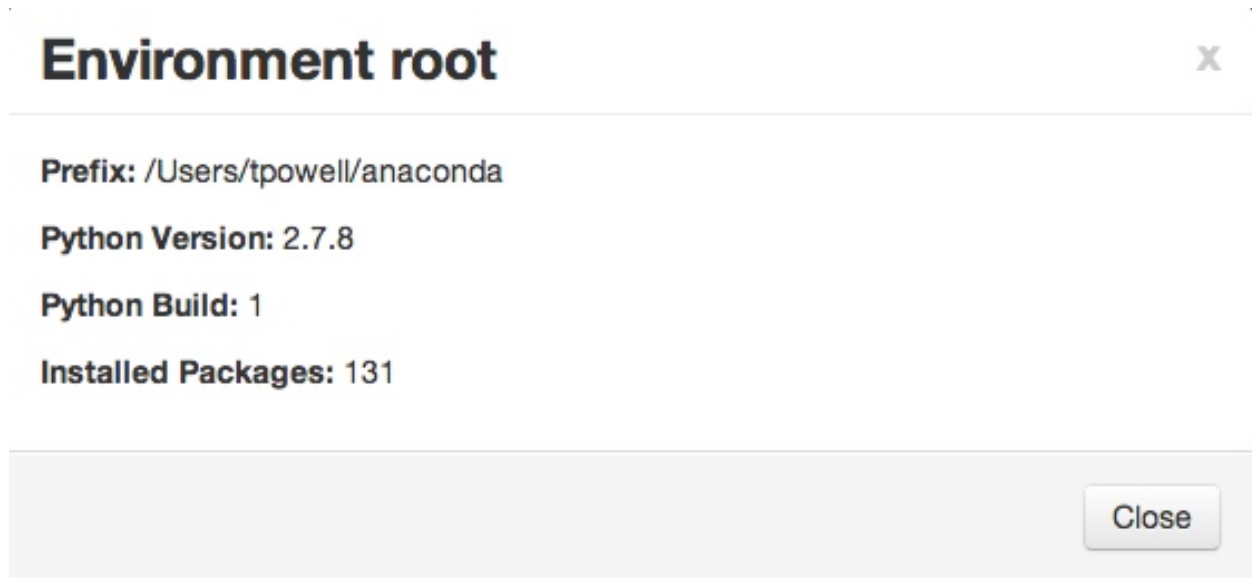 Environment root x
Prefix: /Users/tpowell/anaconda
Python Version: 2.7.8
Python Build: 1
Installed Packages: 131
Close